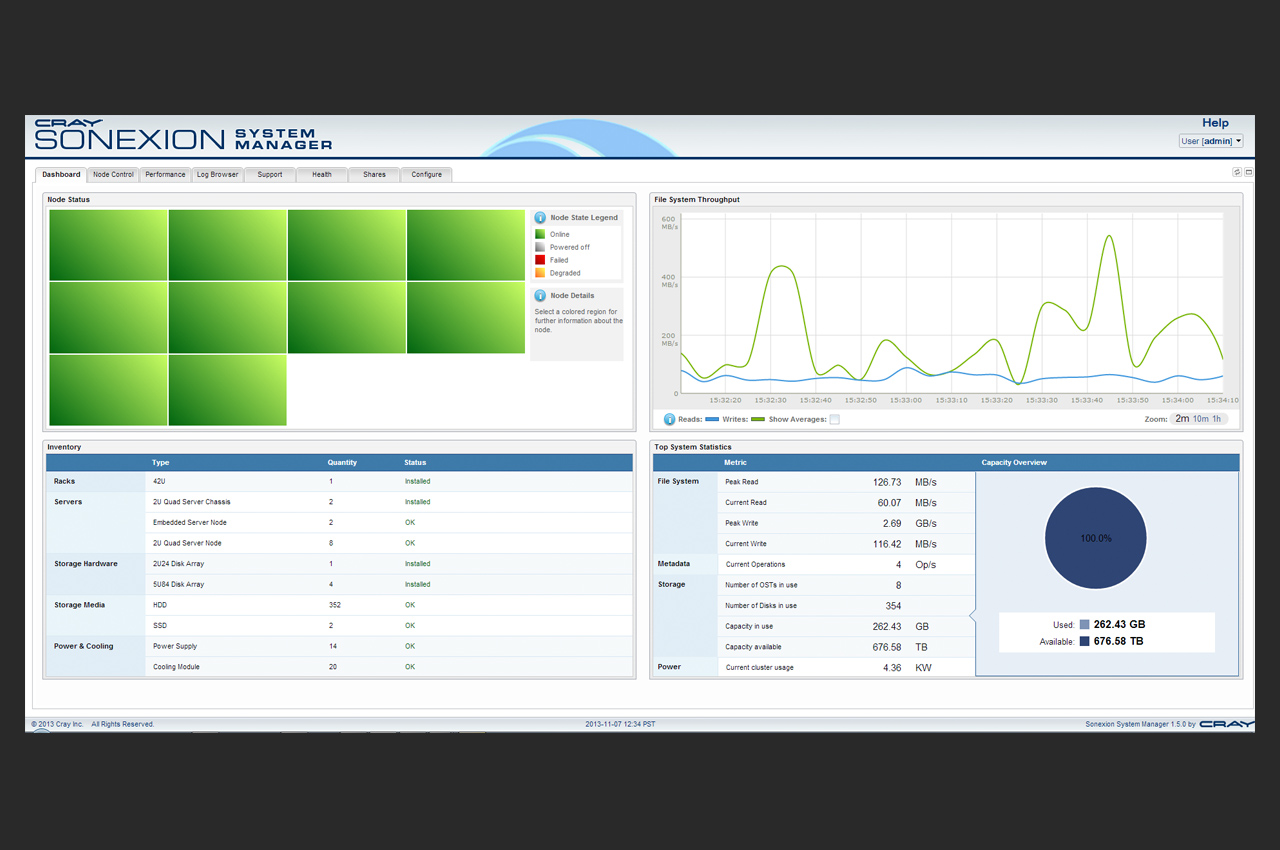 CRAY
SONEXION SYSTEM MANAGER
Help
User [admin]
Dashboard Node Control Performance Log Browser Support Health Shares Configure
Node Status
Node State Legend
Online
Powered off
Failed
Degraded
Node Details
Select a colored region for
further information about the
node.
File System Throughput
600
MB/s
400
MB/s
200
MB/s
0
15:32:20 15:32:30 15:32:40 15:32:50 15:33:00 15:33:10 15:33:20 15:33:30 15:33:40 15:33:50 15:34:00 15:34:10
Reads: Writes: Show Averages: Zoom: 2m 10m 1h
Inventory
Type Quantity Status
Racks 42U 1 Installed
Servers 2U Quad Server Chassis 2 Installed
Embedded Server Node 2 OK
2U Quad Server Node 8 OK
Storage Hardware 2U24 Disk Array 1 Installed
5U84 Disk Array 4 Installed
Storage Media HDD 352 OK
SSD 2 OK
Power & Cooling Power Supply 14 OK
Cooling Module 20 OK
Top System Statistics
Metric Capacity Overview
File System Peak Read 126.73 MB/s
Current Read 60.07 MB/s
Peak Write 2.69 GB/s
Current Write 116.42 MB/s
Metadata Current Operations 4 Op/s
Storage Number of OSTs in use 8
Number of Disks in use 354
Capacity in use 262.43 GB
Capacity available 676.58 TB
Power Current cluster usage 4.36 KW
100.0%
Used: 262.43 GB
Available: 676.58 TB
© 2013 Cray Inc. All Rights Reserved. 2013-11-07 12:34 PST Sonexion System Manager 1.5.0 by CRAY